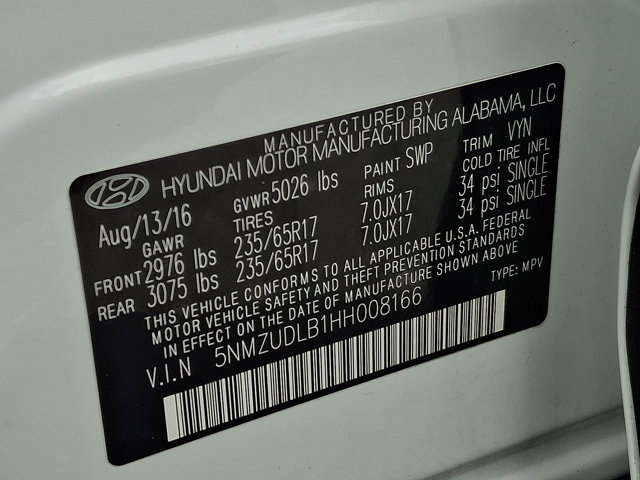 MANUFACTURED BY
HYUNDAI MOTOR MANUFACTURING ALABAMA, LLC
Aug/13/16 GVWR 5026 lbs PAINT SWP TRIM VYN
GAWR TIRES RIMS COLD TIRE INFL
FRONT 2976 lbs 235/65R17 7.0JX17 34 psi SINGLE
REAR 3075 lbs 235/65R17 7.0JX17 34 psi SINGLE
THIS VEHICLE CONFORMS TO ALL APPLICABLE U.S.A. FEDERAL
MOTOR VEHICLE SAFETY AND THEFT PREVENTION STANDARDS
IN EFFECT ON THE DATE OF MANUFACTURE SHOWN ABOVE
V.I.N 5NMZUDLB1HH008166 TYPE: MPV